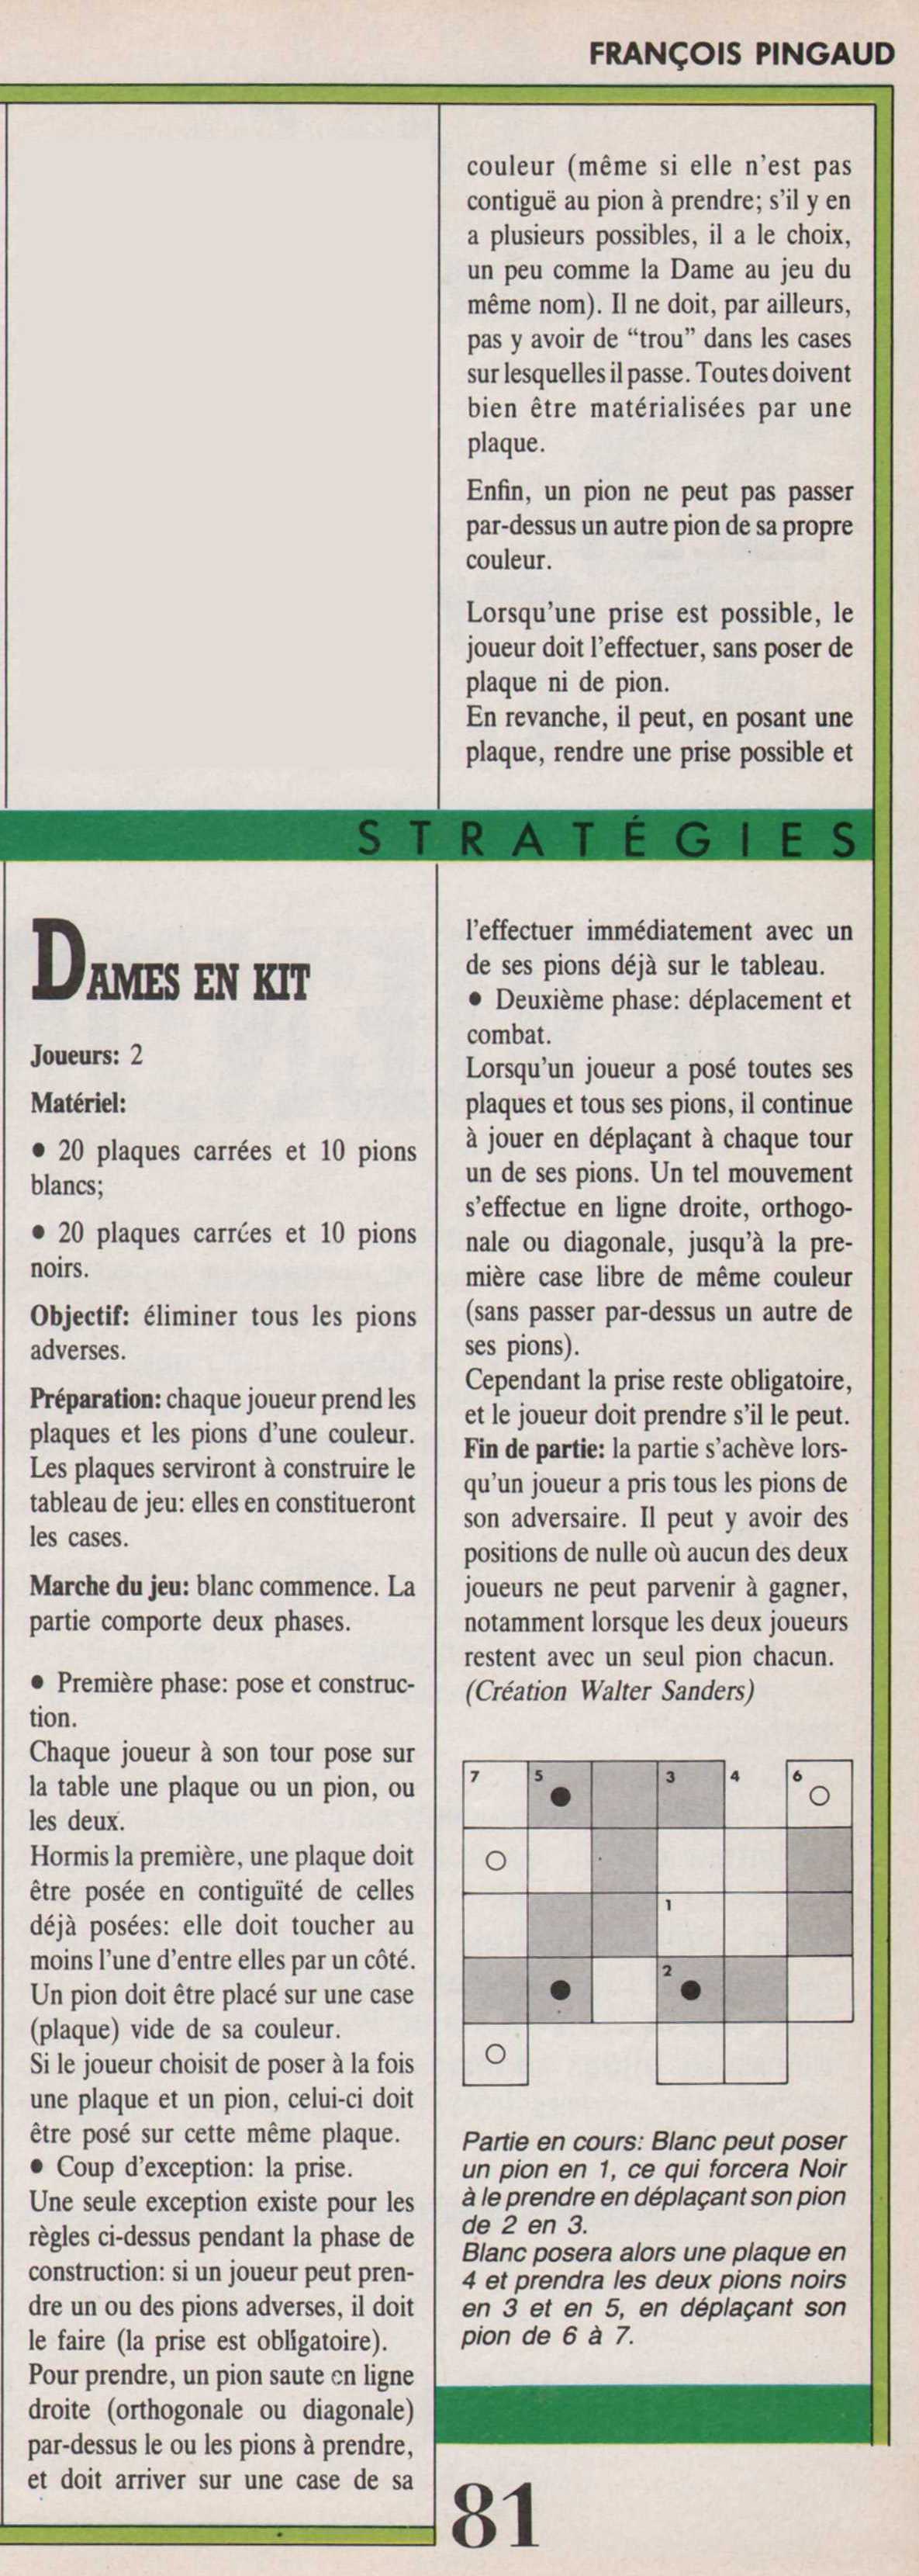 FRANÇOIS PINGAUD
STRATÉGIES
DAMES EN KIT
Joueurs: 2
Matériel:
• 20 plaques carrées et 10 pions
blancs;
• 20 plaques carrées et 10 pions
noirs.
Objectif: éliminer tous les pions
adverses.
Préparation: chaque joueur prend les
plaques et les pions d'une couleur.
Les plaques serviront à construire le
tableau de jeu: elles en constitueront
les cases.
Marche du jeu: blanc commence. La
partie comporte deux phases.
• Première phase: pose et construc-
tion.
Chaque joueur à son tour pose sur
la table une plaque ou un pion, ou
les deux.
Hormis la première, une plaque doit
être posée en contiguïté de celles
déjà posées: elle doit toucher au
moins l'une d'entre elles par un côté.
Un pion doit être placé sur une case
(plaque) vide de sa couleur.
Si le joueur choisit de poser à la fois
une plaque et un pion, celui-ci doit
être posé sur cette même plaque.
• Coup d'exception: la prise.
Une seule exception existe pour les
règles ci-dessus pendant la phase de
construction: si un joueur peut pren-
dre un ou des pions adverses, il doit
le faire (la prise est obligatoire).
Pour prendre, un pion saute en ligne
droite (orthogonale ou diagonale)
par-dessus le ou les pions à prendre,
et doit arriver sur une case de sa
couleur (même si elle n'est pas
contiguë au pion à prendre; s'il y en
a plusieurs possibles, il a le choix,
un peu comme la Dame au jeu du
même nom). Il ne doit, par ailleurs,
pas y avoir de “trou” dans les cases
sur lesquelles il passe. Toutes doivent
bien être matérialisées par une
plaque.
Enfin, un pion ne peut pas passer
par-dessus un autre pion de sa propre
couleur.
Lorsqu'une prise est possible, le
joueur doit l'effectuer, sans poser de
plaque ni de pion.
En revanche, il peut, en posant une
plaque, rendre une prise possible et
l'effectuer immédiatement avec un
de ses pions déjà sur le tableau.
• Deuxième phase: déplacement et
combat.
Lorsqu'un joueur a posé toutes ses
plaques et tous ses pions, il continue
à jouer en déplaçant à chaque tour
un de ses pions. Un tel mouvement
s'effectue en ligne droite, orthogo-
nale ou diagonale, jusqu'à la pre-
mière case libre de même couleur
(sans passer par-dessus un autre de
ses pions).
Cependant la prise reste obligatoire,
et le joueur doit prendre s'il le peut.
Fin de partie: la partie s'achève lors-
qu'un joueur a pris tous les pions de
son adversaire. Il peut y avoir des
positions de nulle où aucun des deux
joueurs ne peut parvenir à gagner,
notamment lorsque les deux joueurs
restent avec un seul pion chacun.
(Création Walter Sanders)
7 5 3 4 6
1
2
Partie en cours: Blanc peut poser
un pion en 1, ce qui forcera Noir
à le prendre en déplaçant son pion
de 2 en 3.
Blanc posera alors une plaque en
4 et prendra les deux pions noirs
en 3 et en 5, en déplaçant son
pion de 6 à 7.
81